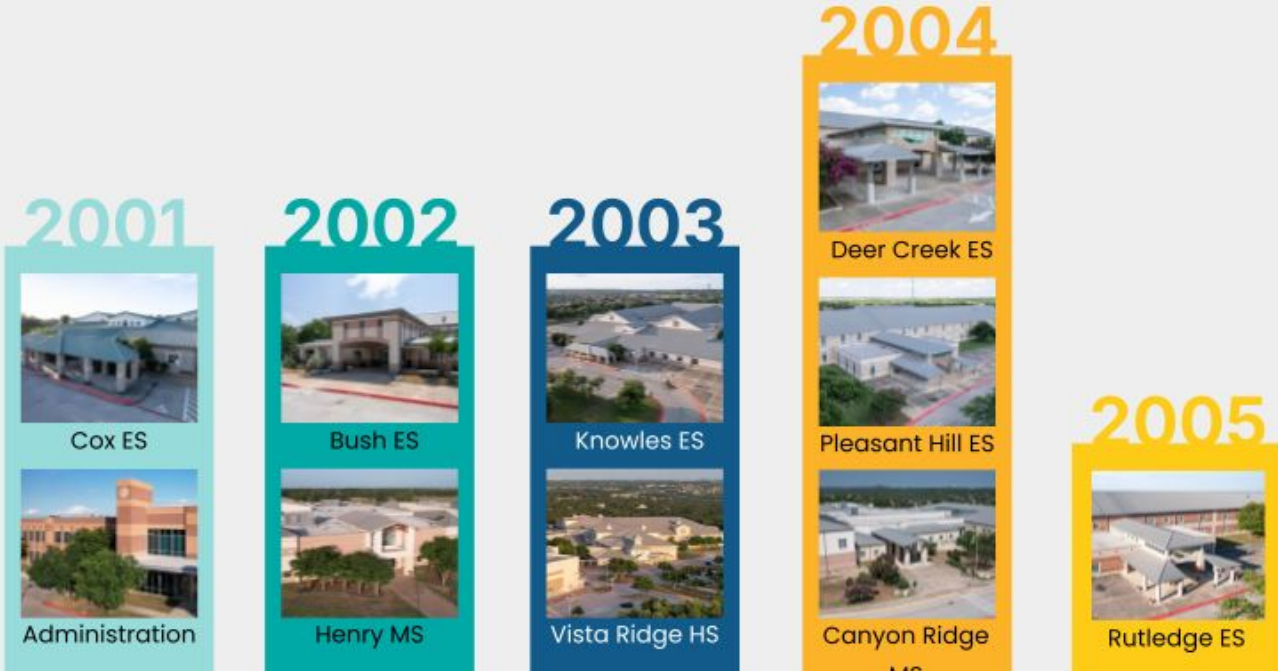 2001
Cox ES
Administration
2002
Bush ES
Henry MS
2003
Knowles ES
Vista Ridge HS
2004
Deer Creek ES
Pleasant Hill ES
Canyon Ridge
MS
2005
Rutledge ES